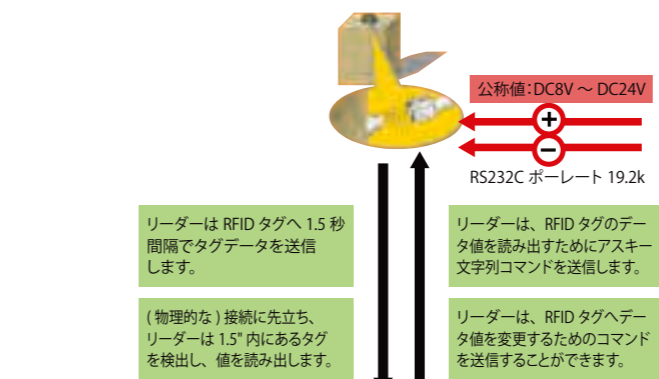 公称値：DC8V ～ DC24V
+
−
RS232C ポーレート 19.2k
リーダーは RFID タグへ 1.5 秒
間隔でタグデータを送信
します。
リーダーは、RFID タグのデー
タ値を読み出すためにアスキー
文字列コマンドを送信します。
( 物理的な ) 接続に先立ち、
リーダーは 1.5" 内にあるタグ
を検出し、値を読み出します。
リーダーは、RFID タグへデー
タ値を変更するためのコマンド
を送信することができます。